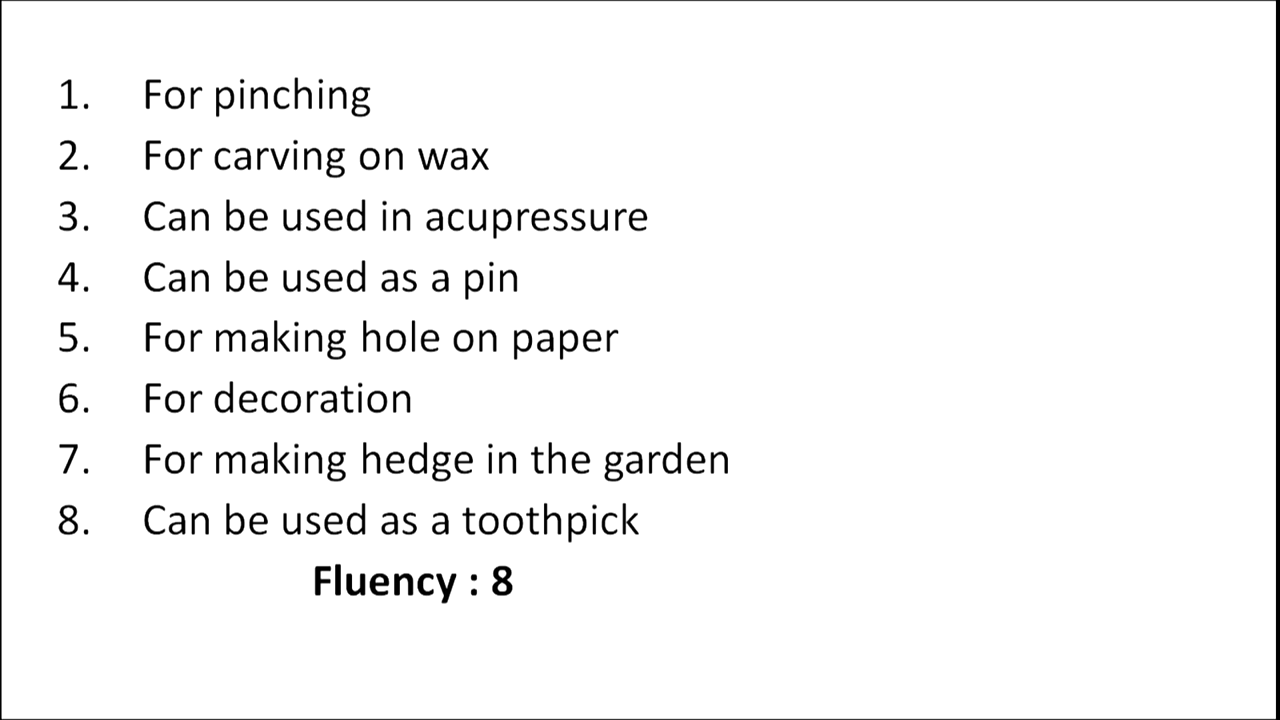 1. For pinching
2. For carving on wax
3. Can be used in acupressure
4. Can be used as a pin
5. For making hole on paper
6. For decoration
7. For making hedge in the garden
8. Can be used as a toothpick
Fluency : 8